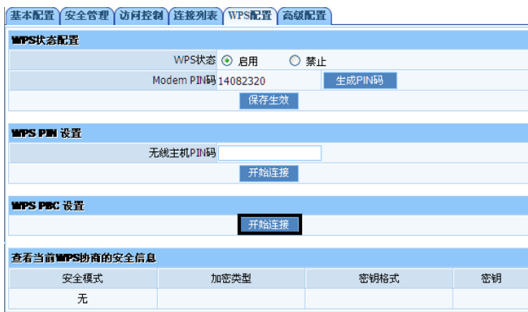 基本配置 安全管理 访问控制 连接列表 WPS配置 高级配置
WPS状态配置
WPS状态 启用 禁止
Modem PIN码 14082320 生成PIN码
保存生效
WPS PIN 设置
无线主机PIN码
开始连接
WPS PBC 设置
开始连接
查看当前WPS协商的安全信息
安全模式 加密类型 密钥格式 密钥
无